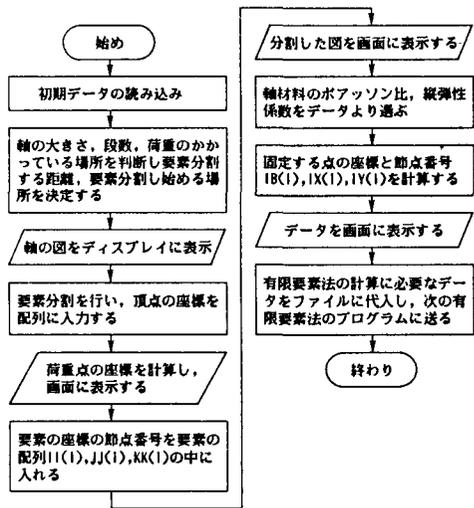 始め
初期データの読み込み
軸の大きさ，段数，荷重のかか
っている場所を判断し要素分割
する距離，要素分割し始める場
所を決定する
軸の図をディスプレイに表示
要素分割を行い，頂点の座標を
配列に入力する
荷重点の座標を計算し，
画面に表示する
要素の座標の節点番号を要素の
配列II(i),JJ(i),KK(i)の中に
入れる
分割した図を画面に表示する
軸材料のポアッソン比，縦弾性
係数をデータより選ぶ
固定する点の座標と節点番号
IB(i),IX(i),IY(i)を計算する
データを画面に表示する
有限要素法の計算に必要なデー
タをファイルに代入し，次の有
限要素法のプログラムに送る
終わり